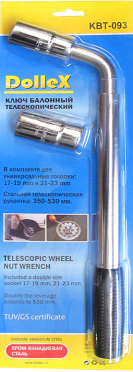 KBT-093
DolleX
КЛЮЧ БАЛОННЫЙ
ТЕЛЕСКОПИЧЕСКИЙ
В комплекте две
универсальные головки:
17-19 mm и 21-23 mm
Стальная телескопическая
рукоятка: 350-530 мм.
TELESCOPIC WHEEL
NUT WRENCH
Included a double size
socket 17-19 mm, 21-23 mm
Double the leverage
extends to 530 mm.
TUV/GS certificate
CHROME-VANADIUM STEEL
ХРОМ-ВАНАДИЕВАЯ
СТАЛЬ